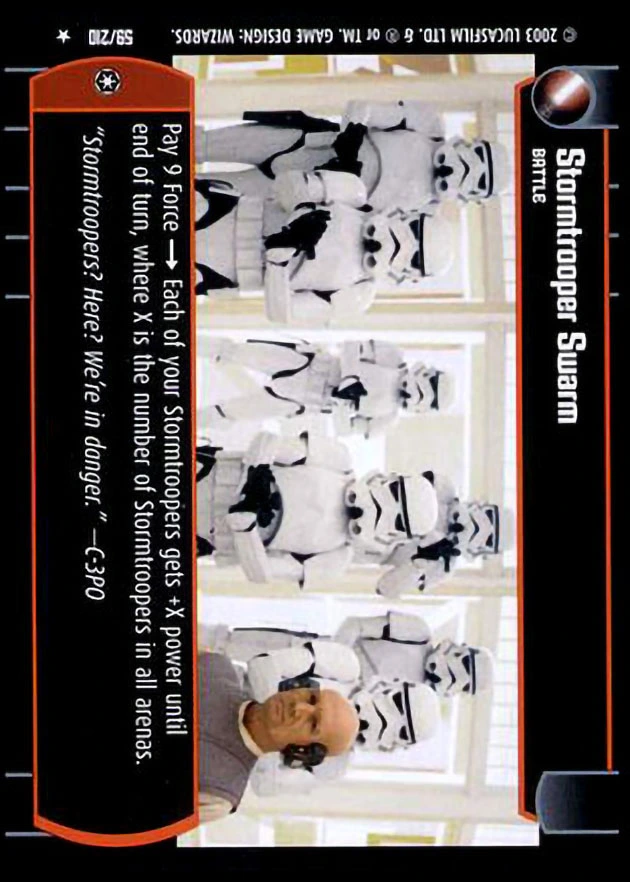 Stormtrooper Swarm
BATTLE
Pay 9 Force → Each of your Stormtroopers gets +X power until
end of turn, where X is the number of Stormtroopers in all arenas.
"Stormtroopers? Here? We're in danger." —C-3PO
© 2003 LUCASFILM LTD. & ® or TM. GAME DESIGN: WIZARDS. 59/210 ★